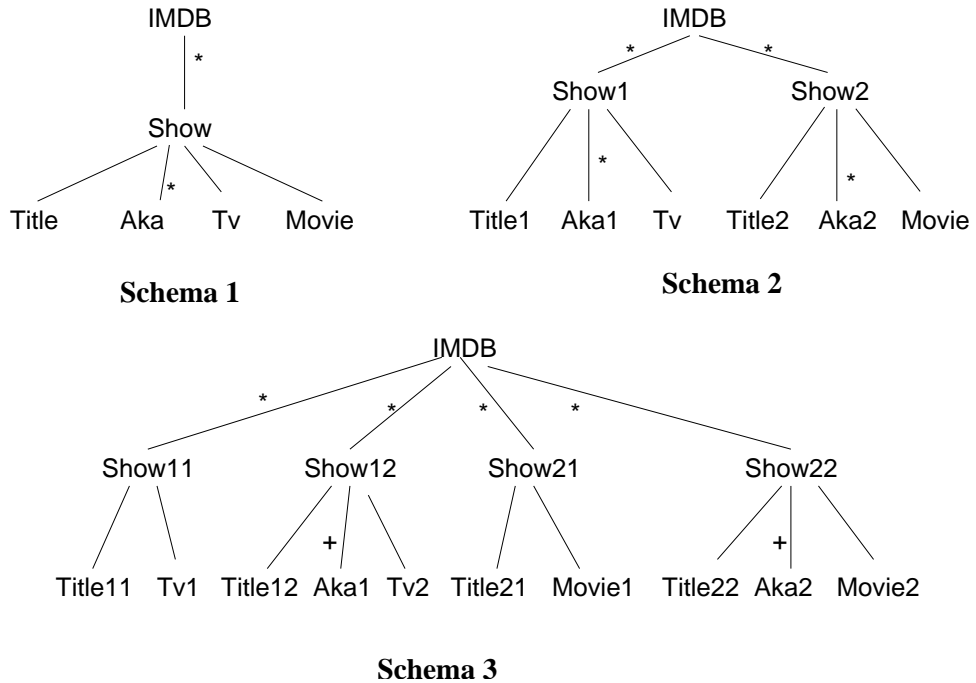 IMDB
*
Show
*
Title Aka Tv Movie
Schema 1
IMDB
* *
Show1 Show2
* *
Title1 Aka1 Tv Title2 Aka2 Movie
Schema 2
IMDB
* * * *
Show11 Show12 Show21 Show22
+ +
Title11 Tv1 Title12 Aka1 Tv2 Title21 Movie1 Title22 Aka2 Movie2
Schema 3